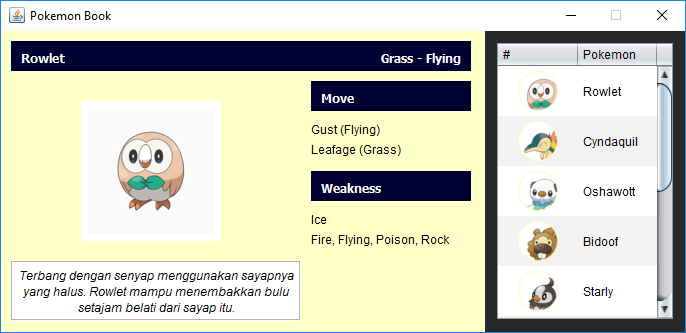 Pokemon Book
Rowlet
Grass - Flying
Move
Gust (Flying)
Leafage (Grass)
Weakness
Ice
Fire, Flying, Poison, Rock
Terbang dengan senyap menggunakan sayapnya
yang halus. Rowlet mampu menembakkan bulu
setajam belati dari sayap itu.
# Pokemon
Rowlet
Cyndaquil
Oshawott
Bidoof
Starly